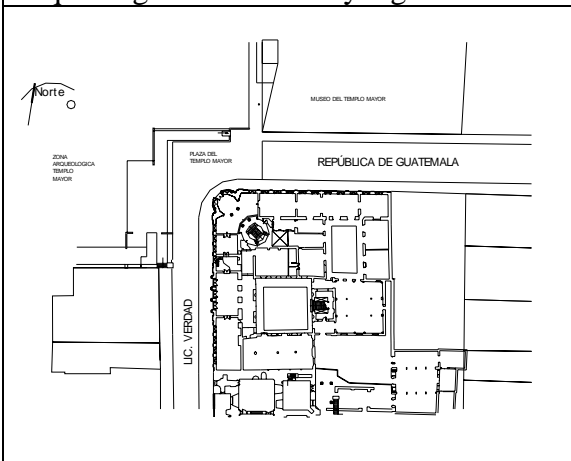 Norte
MUSEO DEL TEMPLO MAYOR
ZONA
ARQUEOLOGICA
TEMPLO
MAYOR
PLAZA DEL
TEMPLO MAYOR
REPÚBLICA DE GUATEMALA
LIC. VERDAD